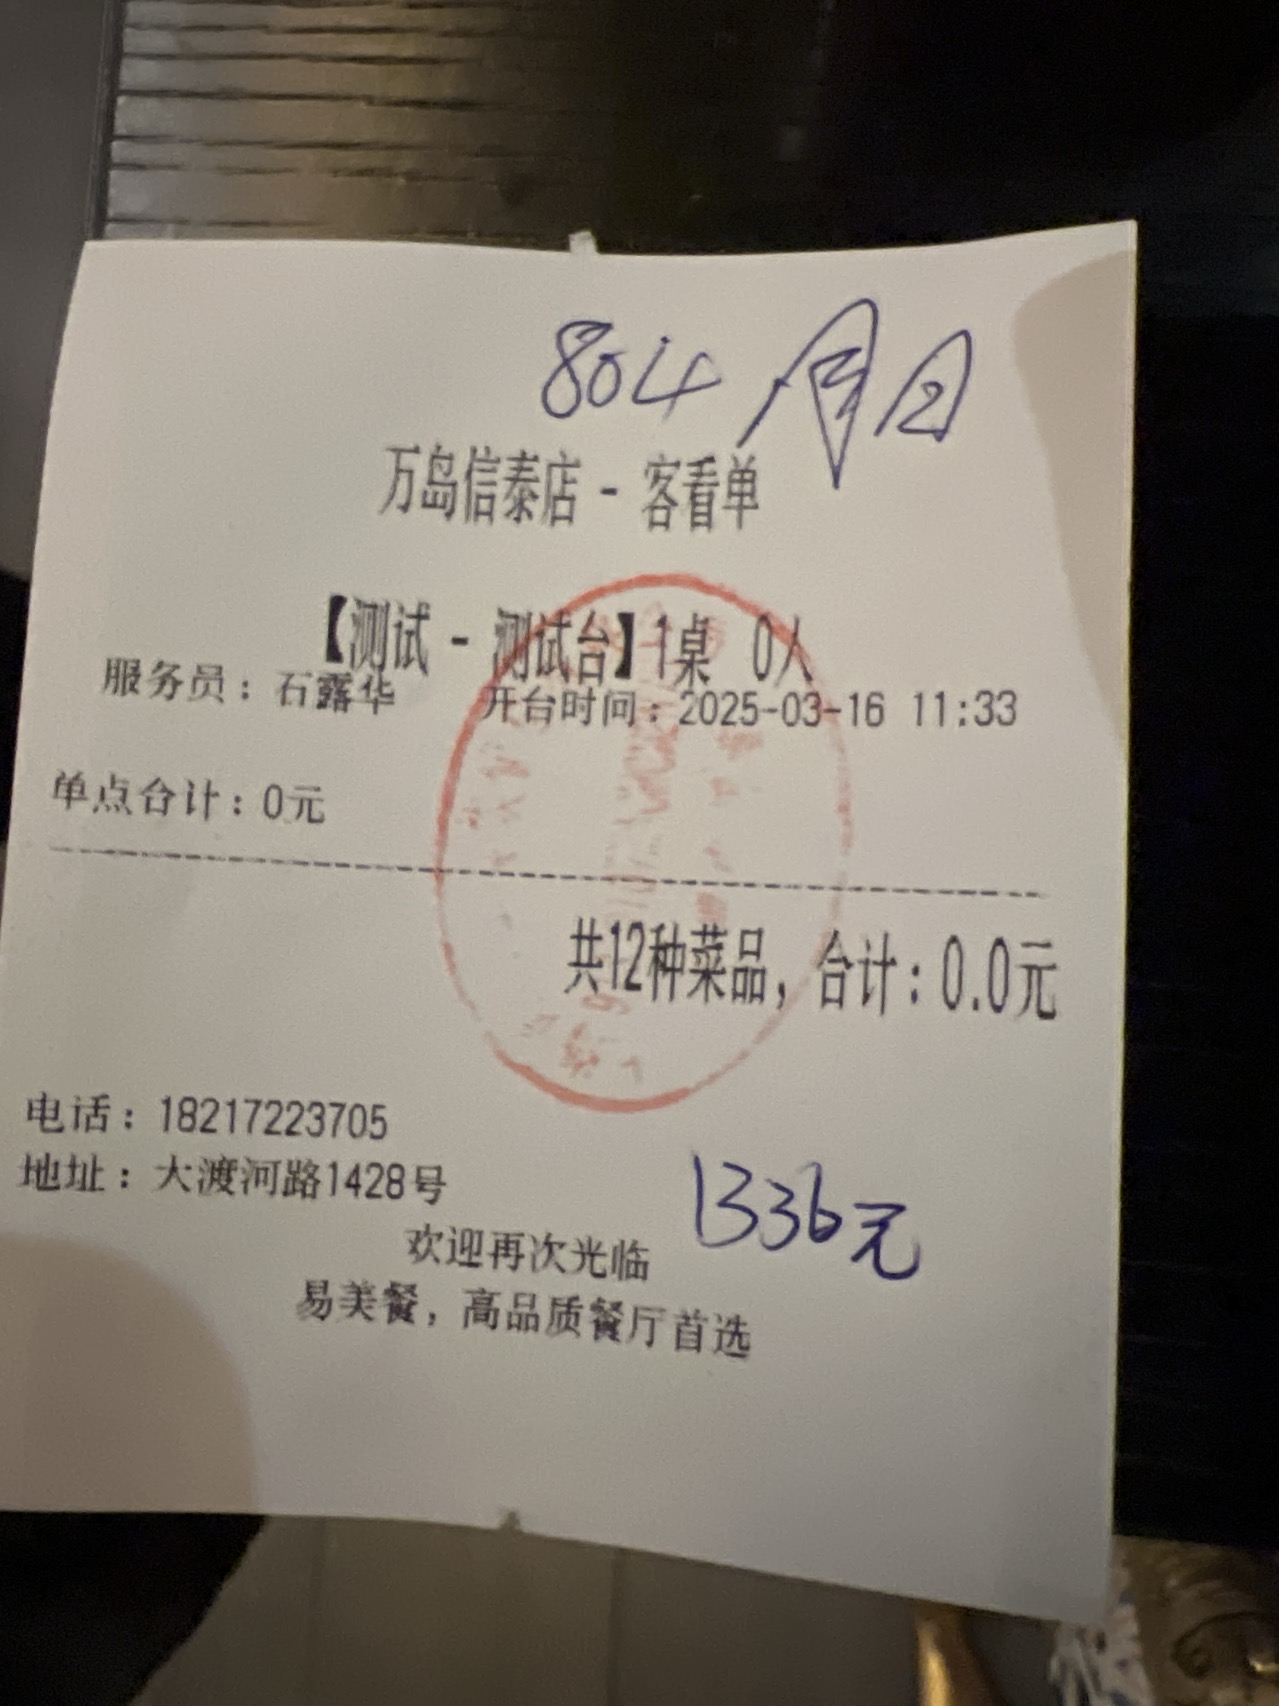 804
万岛信泰店 - 客看单
【测试 - 测试台】1桌 0人
服务员：石露华 开台时间：2025-03-16 11:33
单点合计：0元
共12种菜品，合计：0.0元
电话：18217223705
地址：大渡河路1428号
1336元
欢迎再次光临
易美餐，高品质餐厅首选